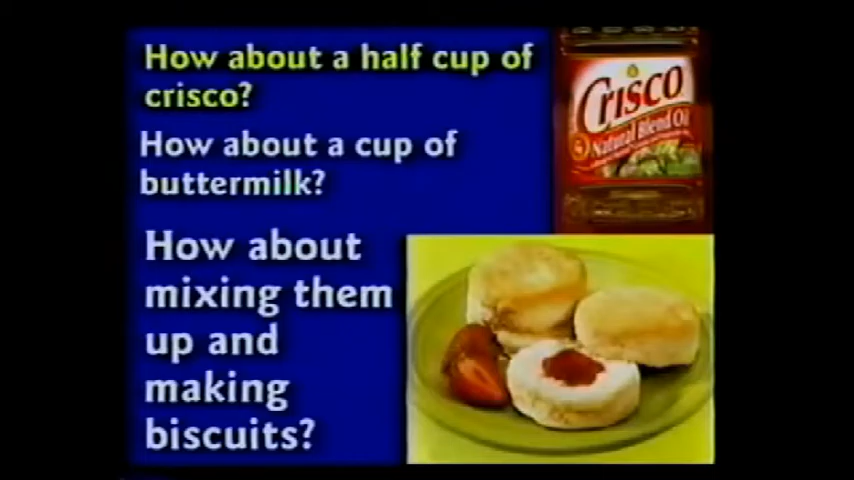 How about a half cup of
crisco?
How about a cup of
buttermilk?
How about
mixing them
up and
making
biscuits?
Crisco
Natural Blend Oil